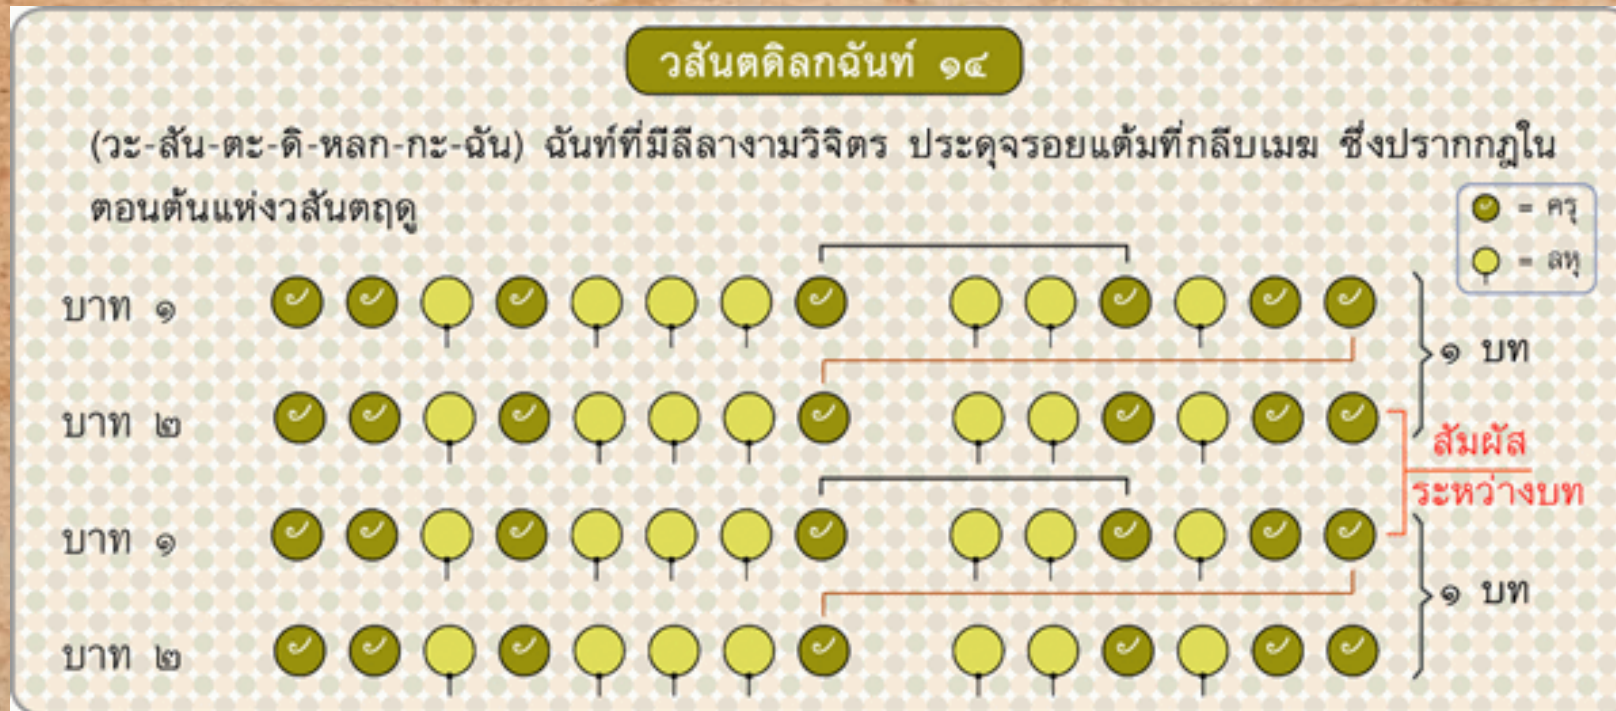 วสันตดิลกฉันท์ ๑๔
(วะ-สัน-ตะ-ดิ-หลก-กะ-ฉัน) ฉันท์ที่มีลีลางามวิจิตร ประดุจรอยแต้มที่กลีบเมฆ ซึ่งปรากกฎใน
ตอนต้นแห่งวสันตฤดู
= ครุ
= ลหุ
บาท ๑
๑ บท
บาท ๒
สัมผัส
ระหว่างบท
บาท ๑
๑ บท
บาท ๒